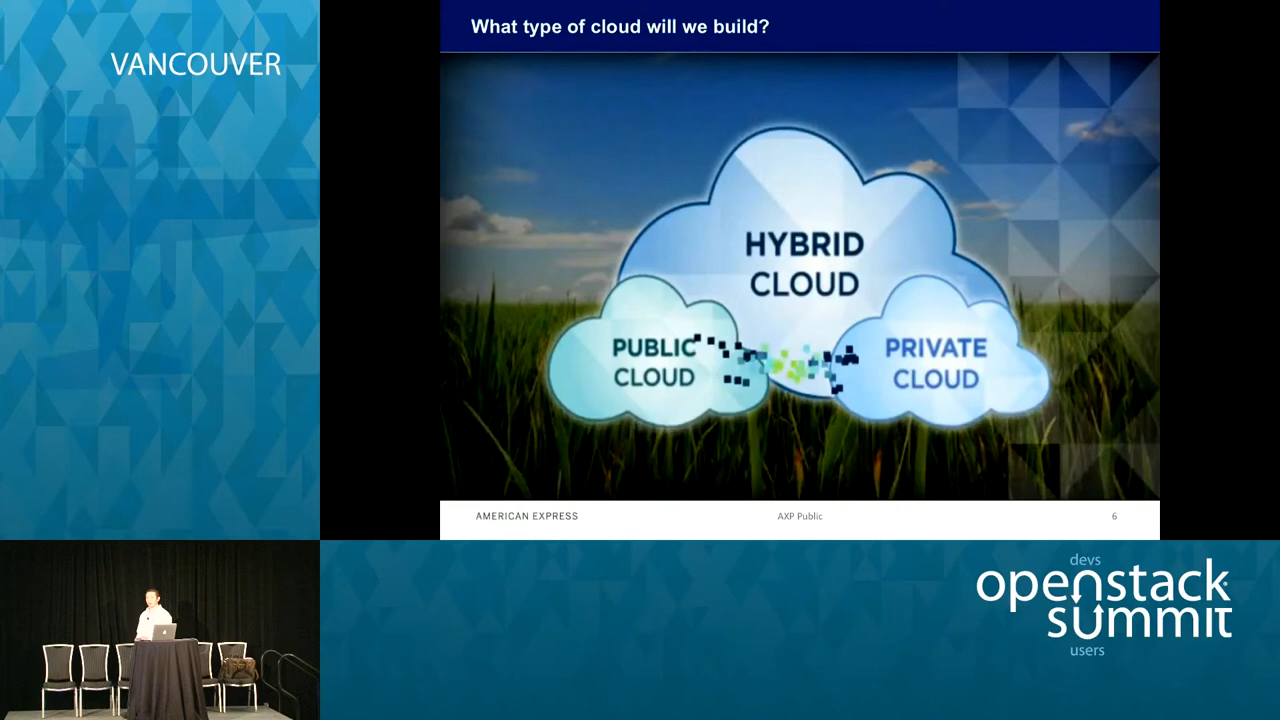 VANCOUVER
What type of cloud will we build?
HYBRID
CLOUD
PUBLIC
CLOUD
PRIVATE
CLOUD
AMERICAN EXPRESS
AXP Public
6
devs
openstack
summit
users